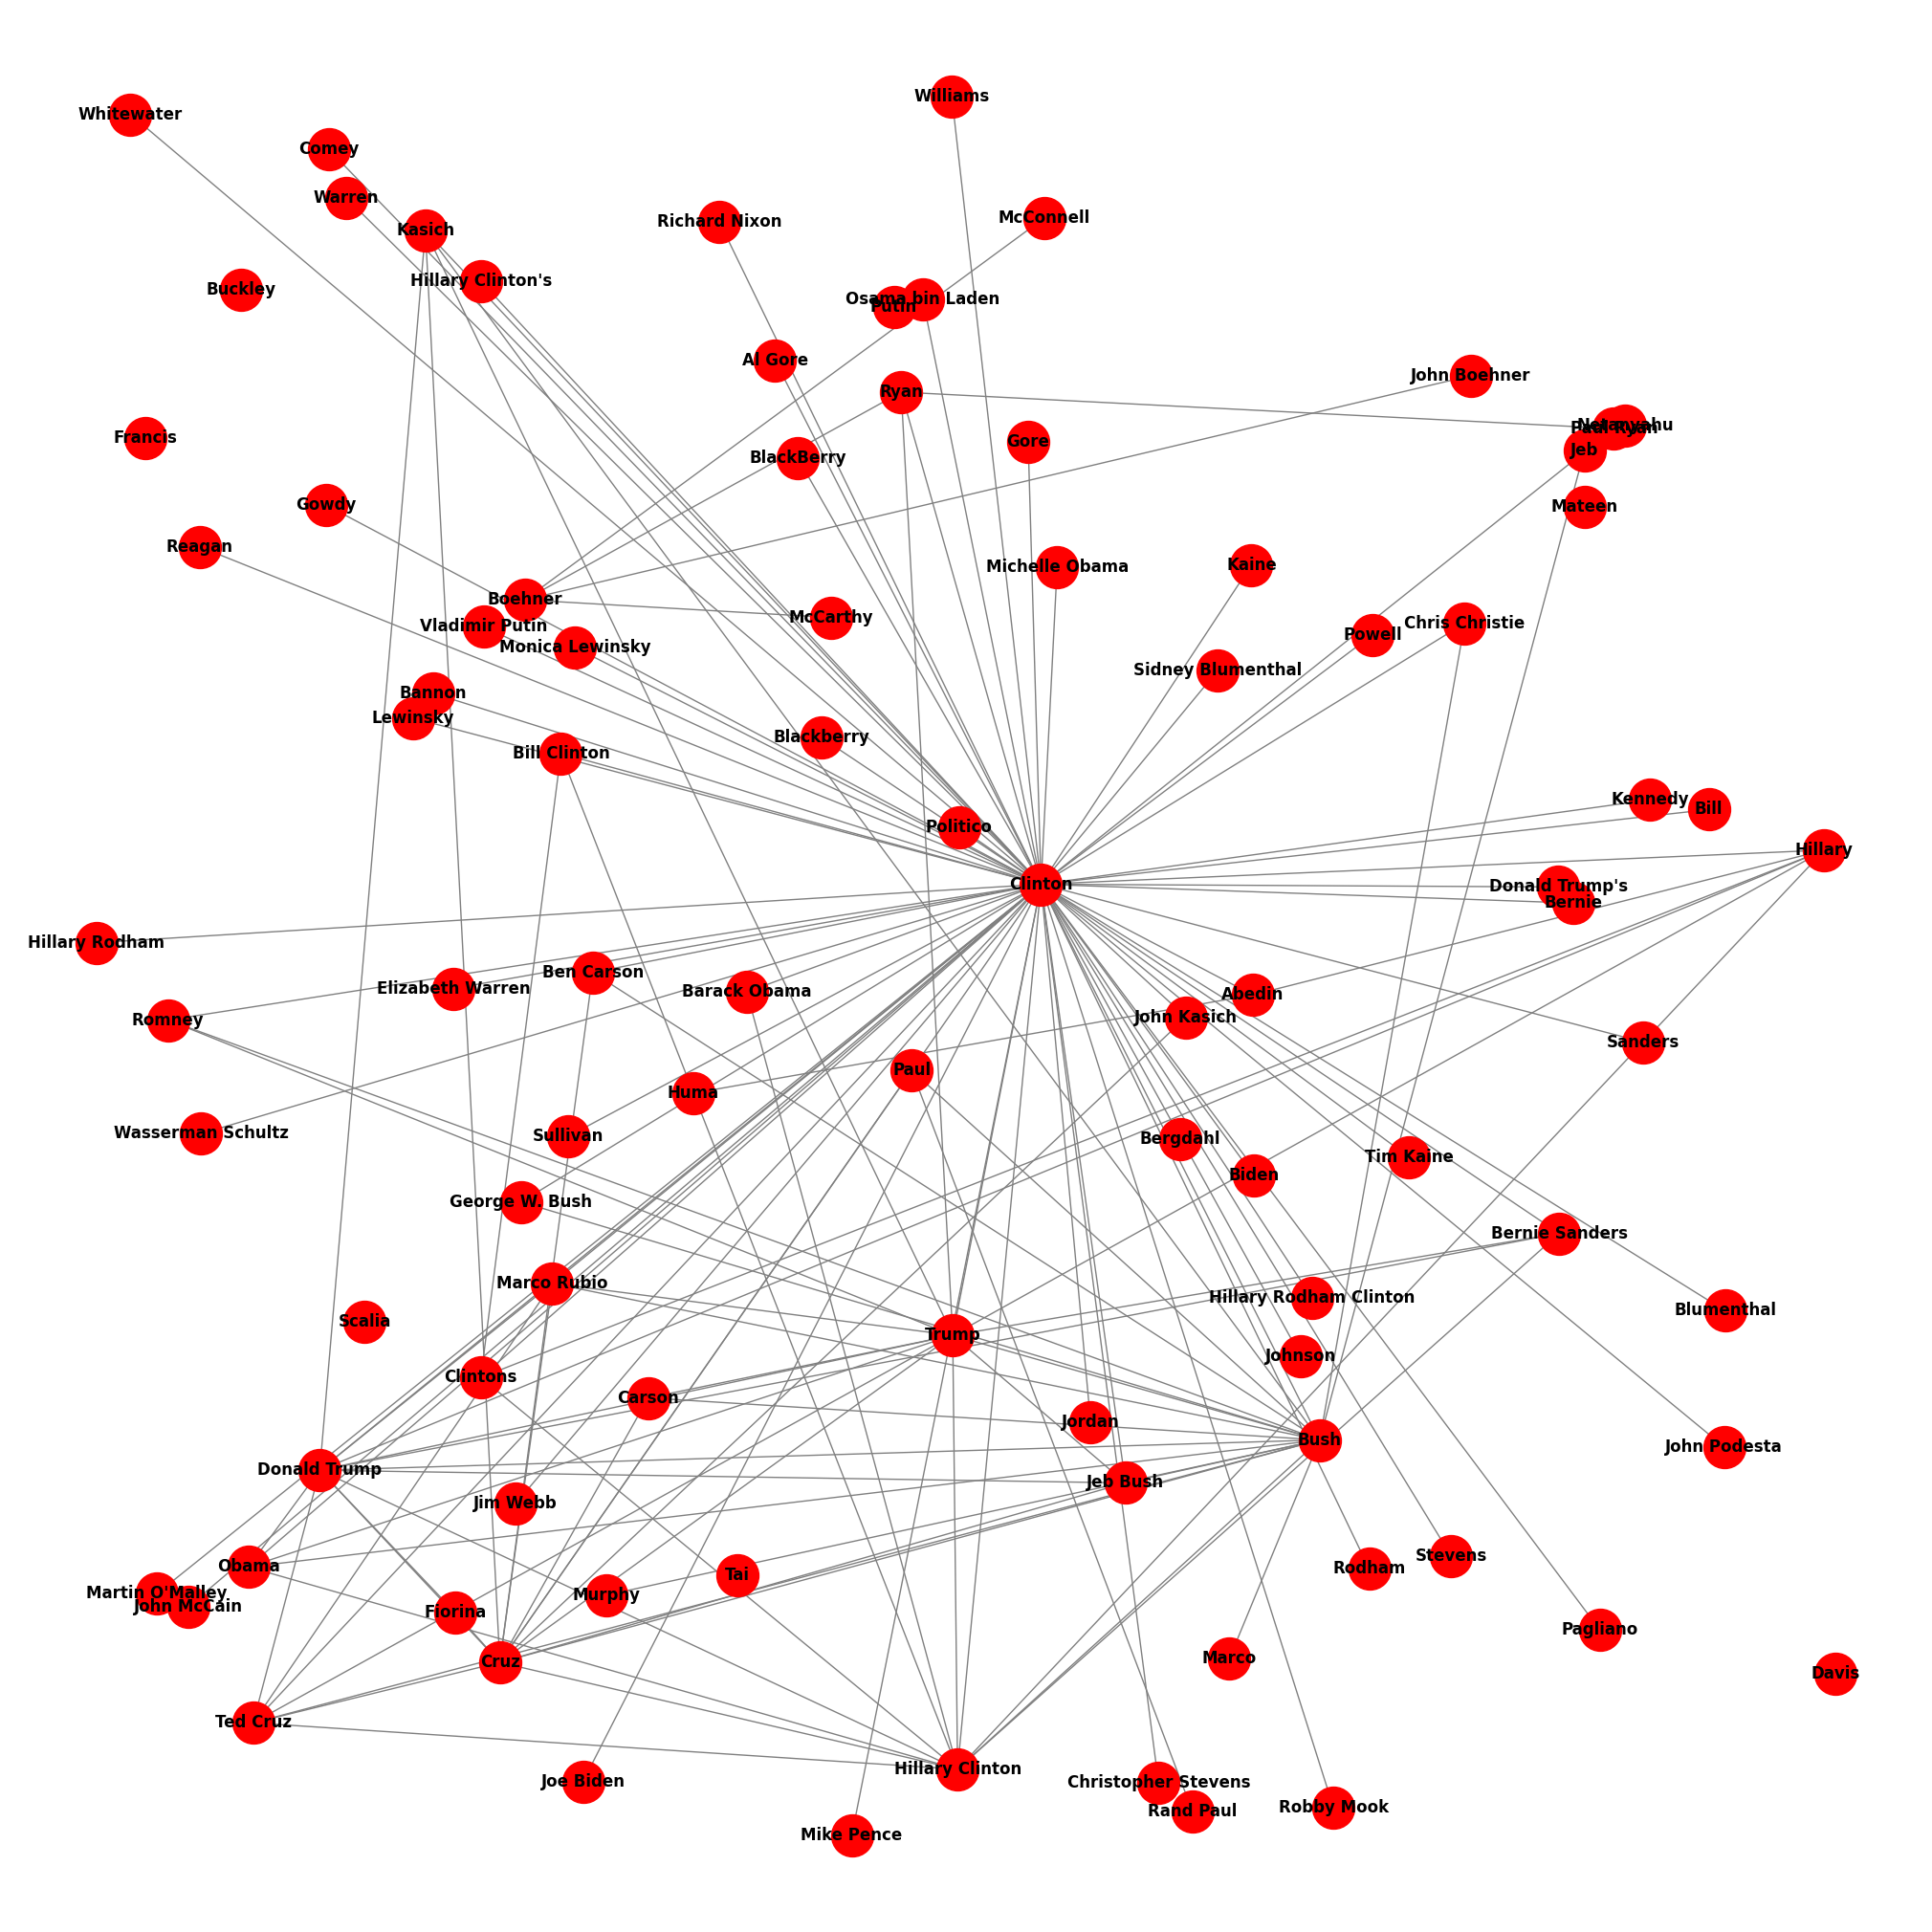 Williams
Whitewater
Comey
Warren
McConnell
Richard Nixon
Kasich
Hillary Clinton's
Buckley
Osama bin Laden
Putin
Al Gore
John Boehner
Ryan
Netanyahu
Paul Ryan
Francis
Gore
Jeb
BlackBerry
Gowdy
Mateen
Reagan
Kaine
Michelle Obama
Boehner
McCarthy
Chris Christie
Vladimir Putin
Powell
Monica Lewinsky
Sidney Blumenthal
Bannon
Lewinsky
Blackberry
Bill Clinton
Kennedy
Bill
Politico
Hillary
Clinton
Donald Trump's
Bernie
Hillary Rodham
Ben Carson
Elizabeth Warren
Barack Obama
Abedin
John Kasich
Romney
Sanders
Paul
Huma
Wasserman Schultz
Sullivan
Bergdahl
Tim Kaine
Biden
George W. Bush
Bernie Sanders
Marco Rubio
Hillary Rodham Clinton
Blumenthal
Scalia
Trump
Johnson
Clintons
Carson
Jordan
Bush
John Podesta
Donald Trump
Jeb Bush
Jim Webb
Stevens
Obama
Rodham
Tai
Martin O'Malley
Murphy
John McCain
Fiorina
Pagliano
Marco
Cruz
Davis
Ted Cruz
Hillary Clinton
Joe Biden
Christopher Stevens
Robby Mook
Rand Paul
Mike Pence